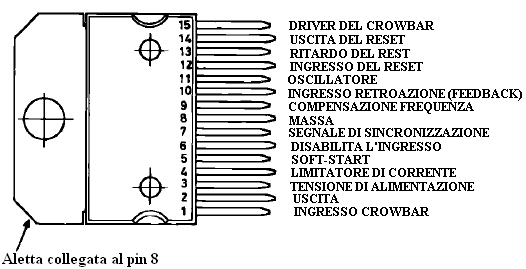 15 DRIVER DEL CROWBAR
14 USCITA DEL RESET
13 RITARDO DEL REST
12 INGRESSO DEL RESET
11 OSCILLATORE
10 INGRESSO RETROAZIONE (FEEDBACK)
9 COMPENSAZIONE FREQUENZA
8 MASSA
7 SEGNALE DI SINCRONIZZAZIONE
6 DISABILITA L'INGRESSO
5 SOFT-START
4 LIMITATORE DI CORRENTE
3 TENSIONE DI ALIMENTAZIONE
2 USCITA
1 INGRESSO CROWBAR
Aletta collegata al pin 8